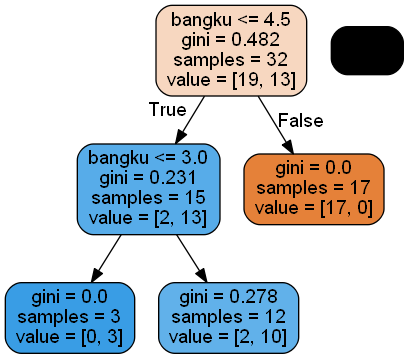 bangku <= 4.5
gini = 0.482
samples = 32
value = [19, 13]
True
False
bangku <= 3.0
gini = 0.231
samples = 15
value = [2, 13]
gini = 0.0
samples = 17
value = [17, 0]
gini = 0.0
samples = 3
value = [0, 3]
gini = 0.278
samples = 12
value = [2, 10]